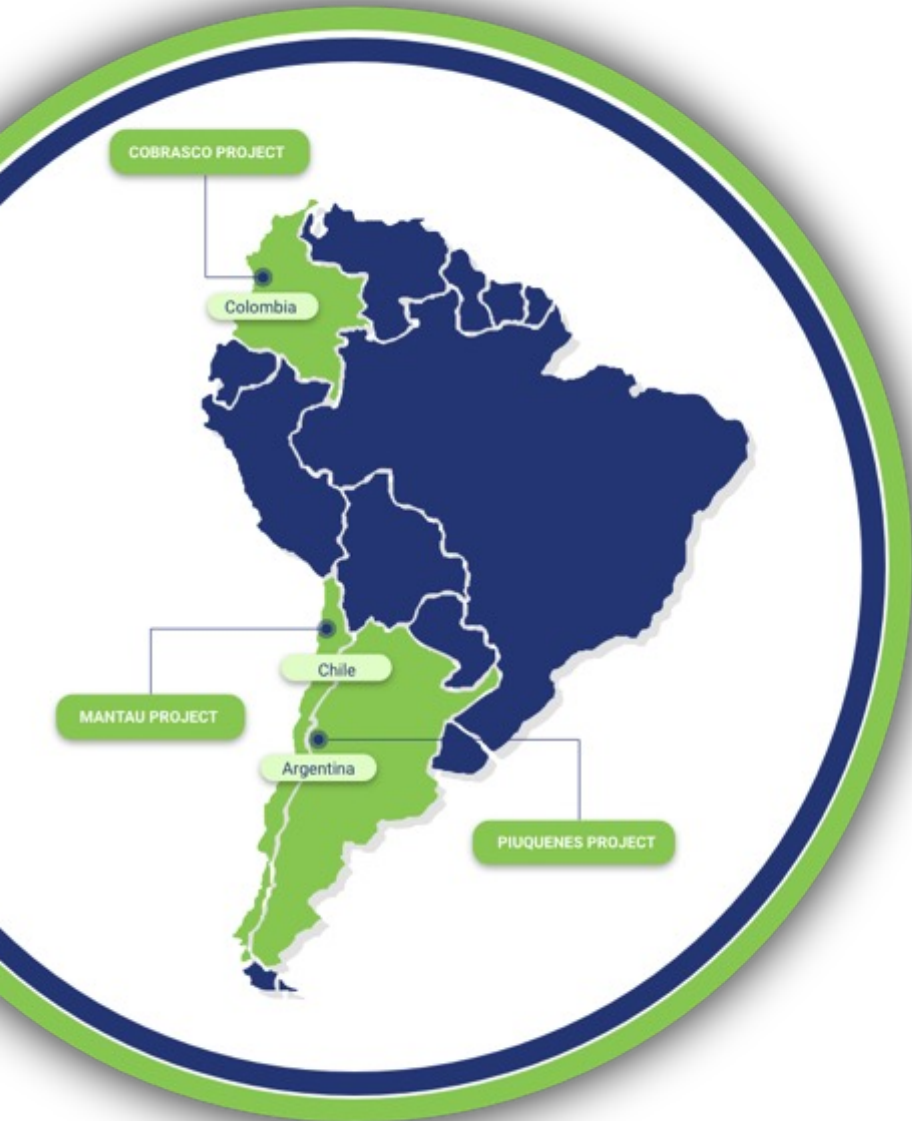 COBRASCO PROJECT
Colombia
Chile
MANTAU PROJECT
Argentina
PIUQUENES PROJECT